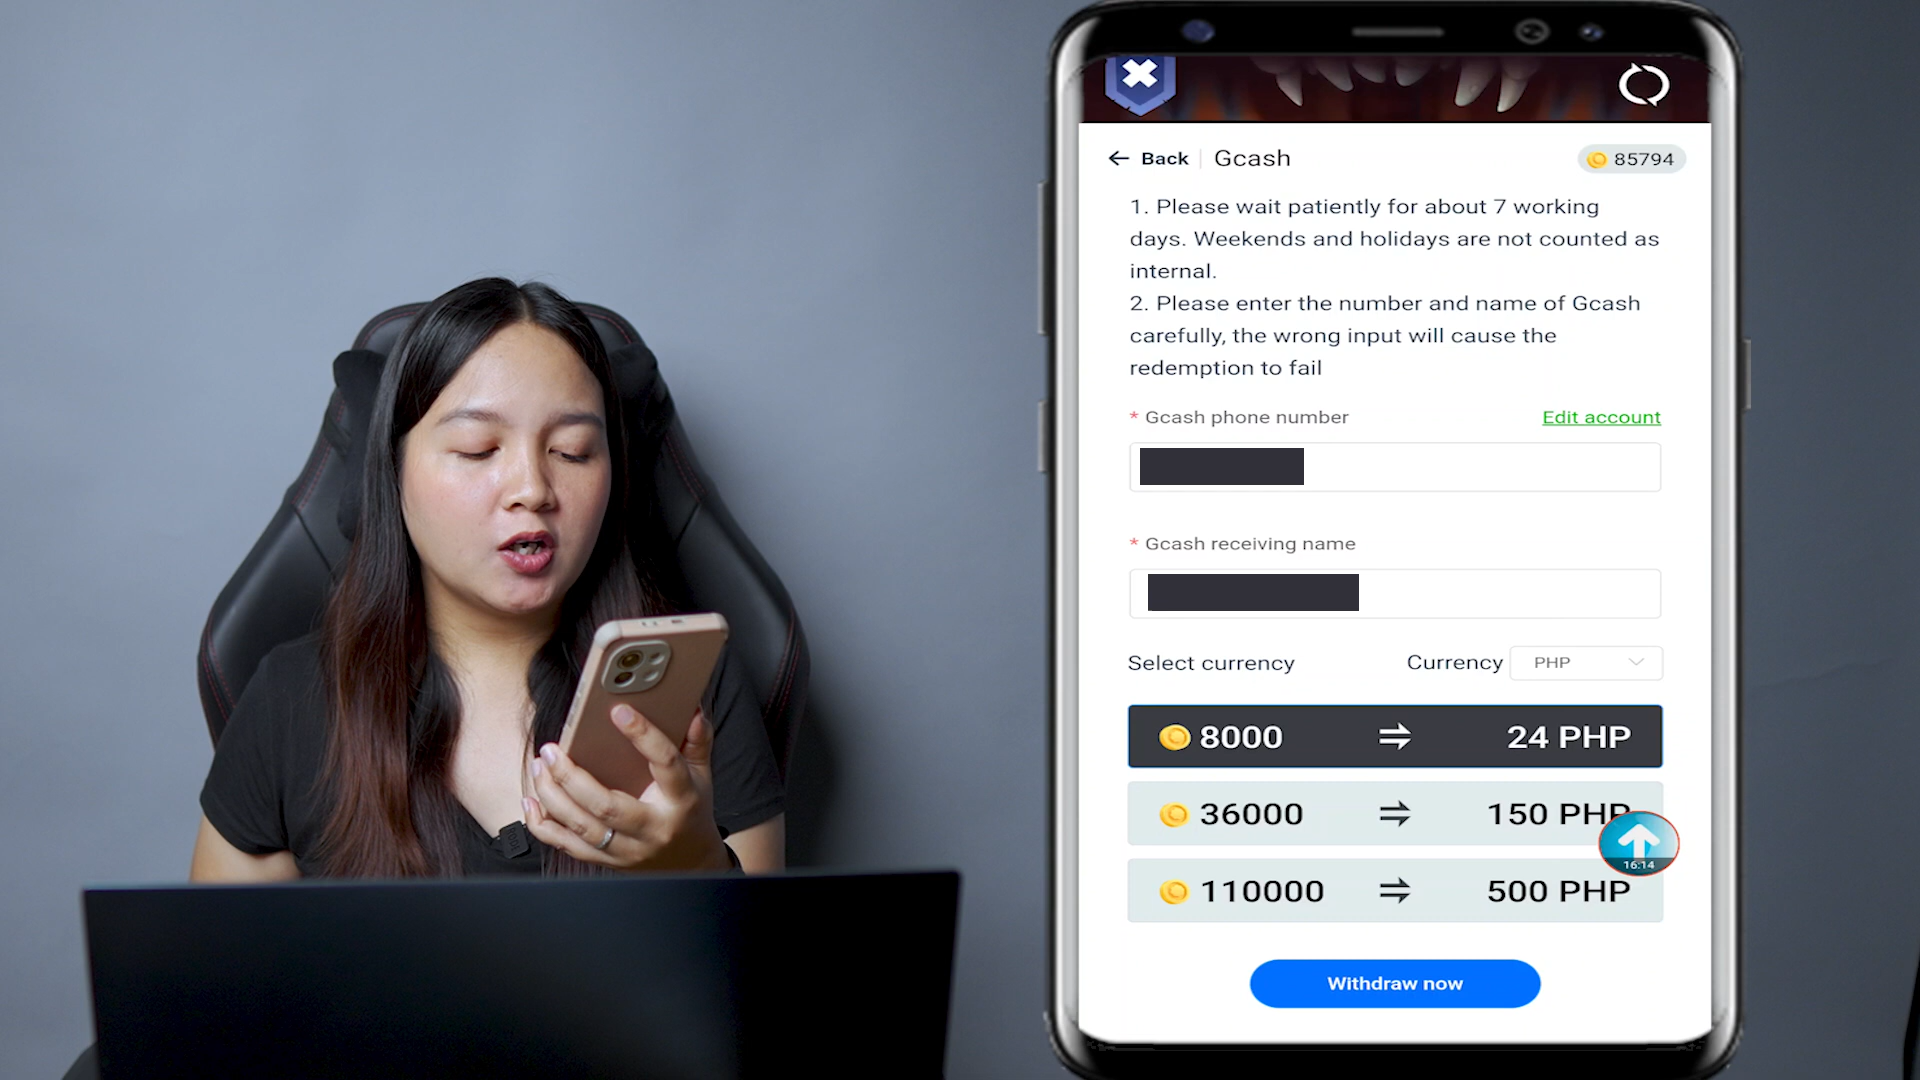 Back | Gcash 85794
1. Please wait patiently for about 7 working
days. Weekends and holidays are not counted as
internal.
2. Please enter the number and name of Gcash
carefully, the wrong input will cause the
redemption to fail
* Gcash phone number Edit account
* Gcash receiving name
Select currency Currency PHP
8000 ⇒ 24 PHP
36000 ⇒ 150 PHP
16:14
110000 ⇒ 500 PHP
Withdraw now